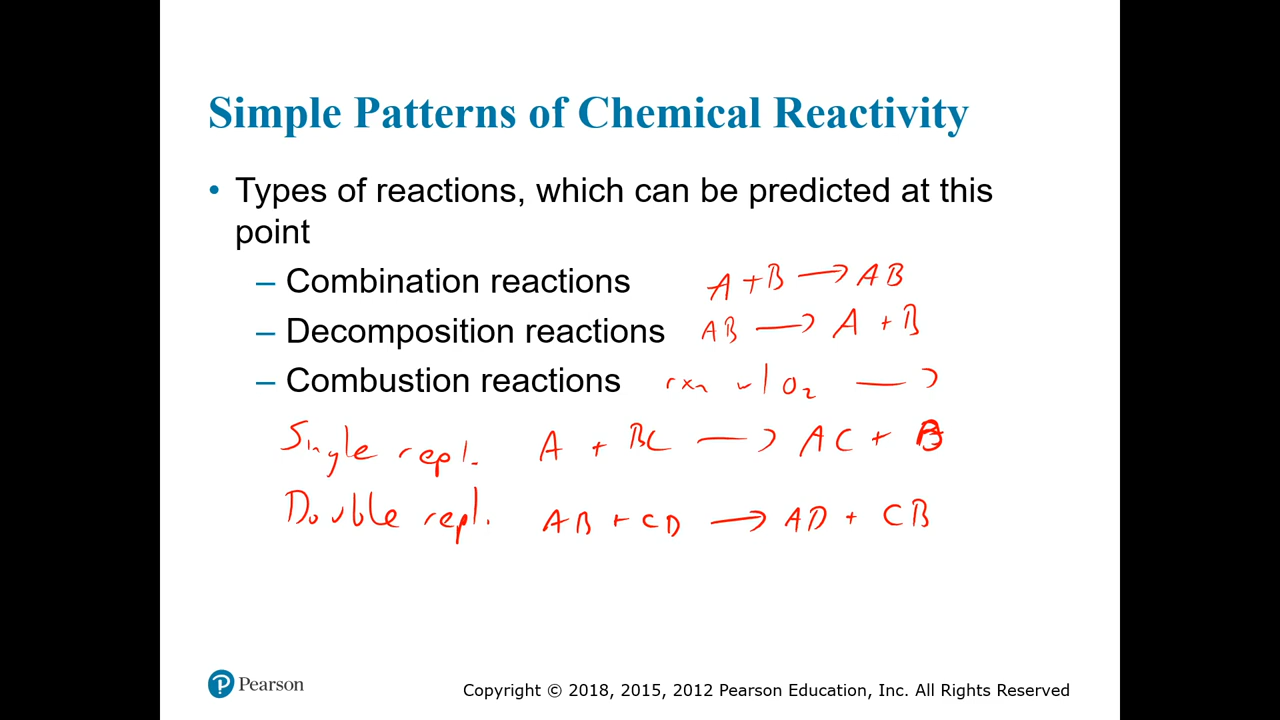 Simple Patterns of Chemical Reactivity
• Types of reactions, which can be predicted at this
point
– Combination reactions A + B → AB
– Decomposition reactions AB → A + B
– Combustion reactions rxn w/ O₂ →
Single repl. A + BC → AC + B
Double repl. AB + CD → AD + CB
Pearson
Copyright © 2018, 2015, 2012 Pearson Education, Inc. All Rights Reserved